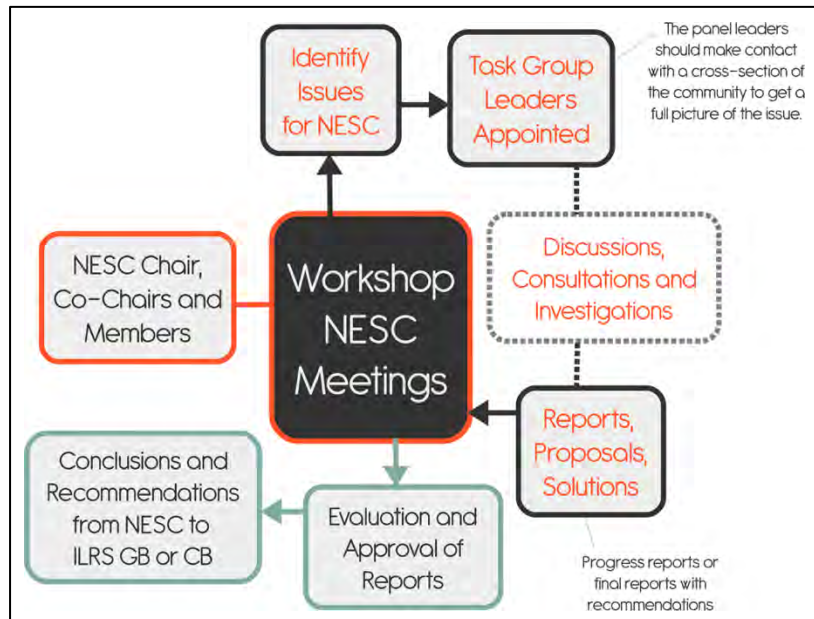 Identify
Issues
for NESC
Task Group
Leaders
Appointed
The panel leaders
should make contact
with a cross-section of
the community to get a
full picture of the issue.
Discussions,
Consultations and
Investigations
NESC Chair,
Co-Chairs and
Members
Workshop
NESC
Meetings
Reports,
Proposals,
Solutions
Progress reports or
final reports with
recommendations
Evaluation and
Approval of
Reports
Conclusions and
Recommendations
from NESC to
ILRS GB or CB